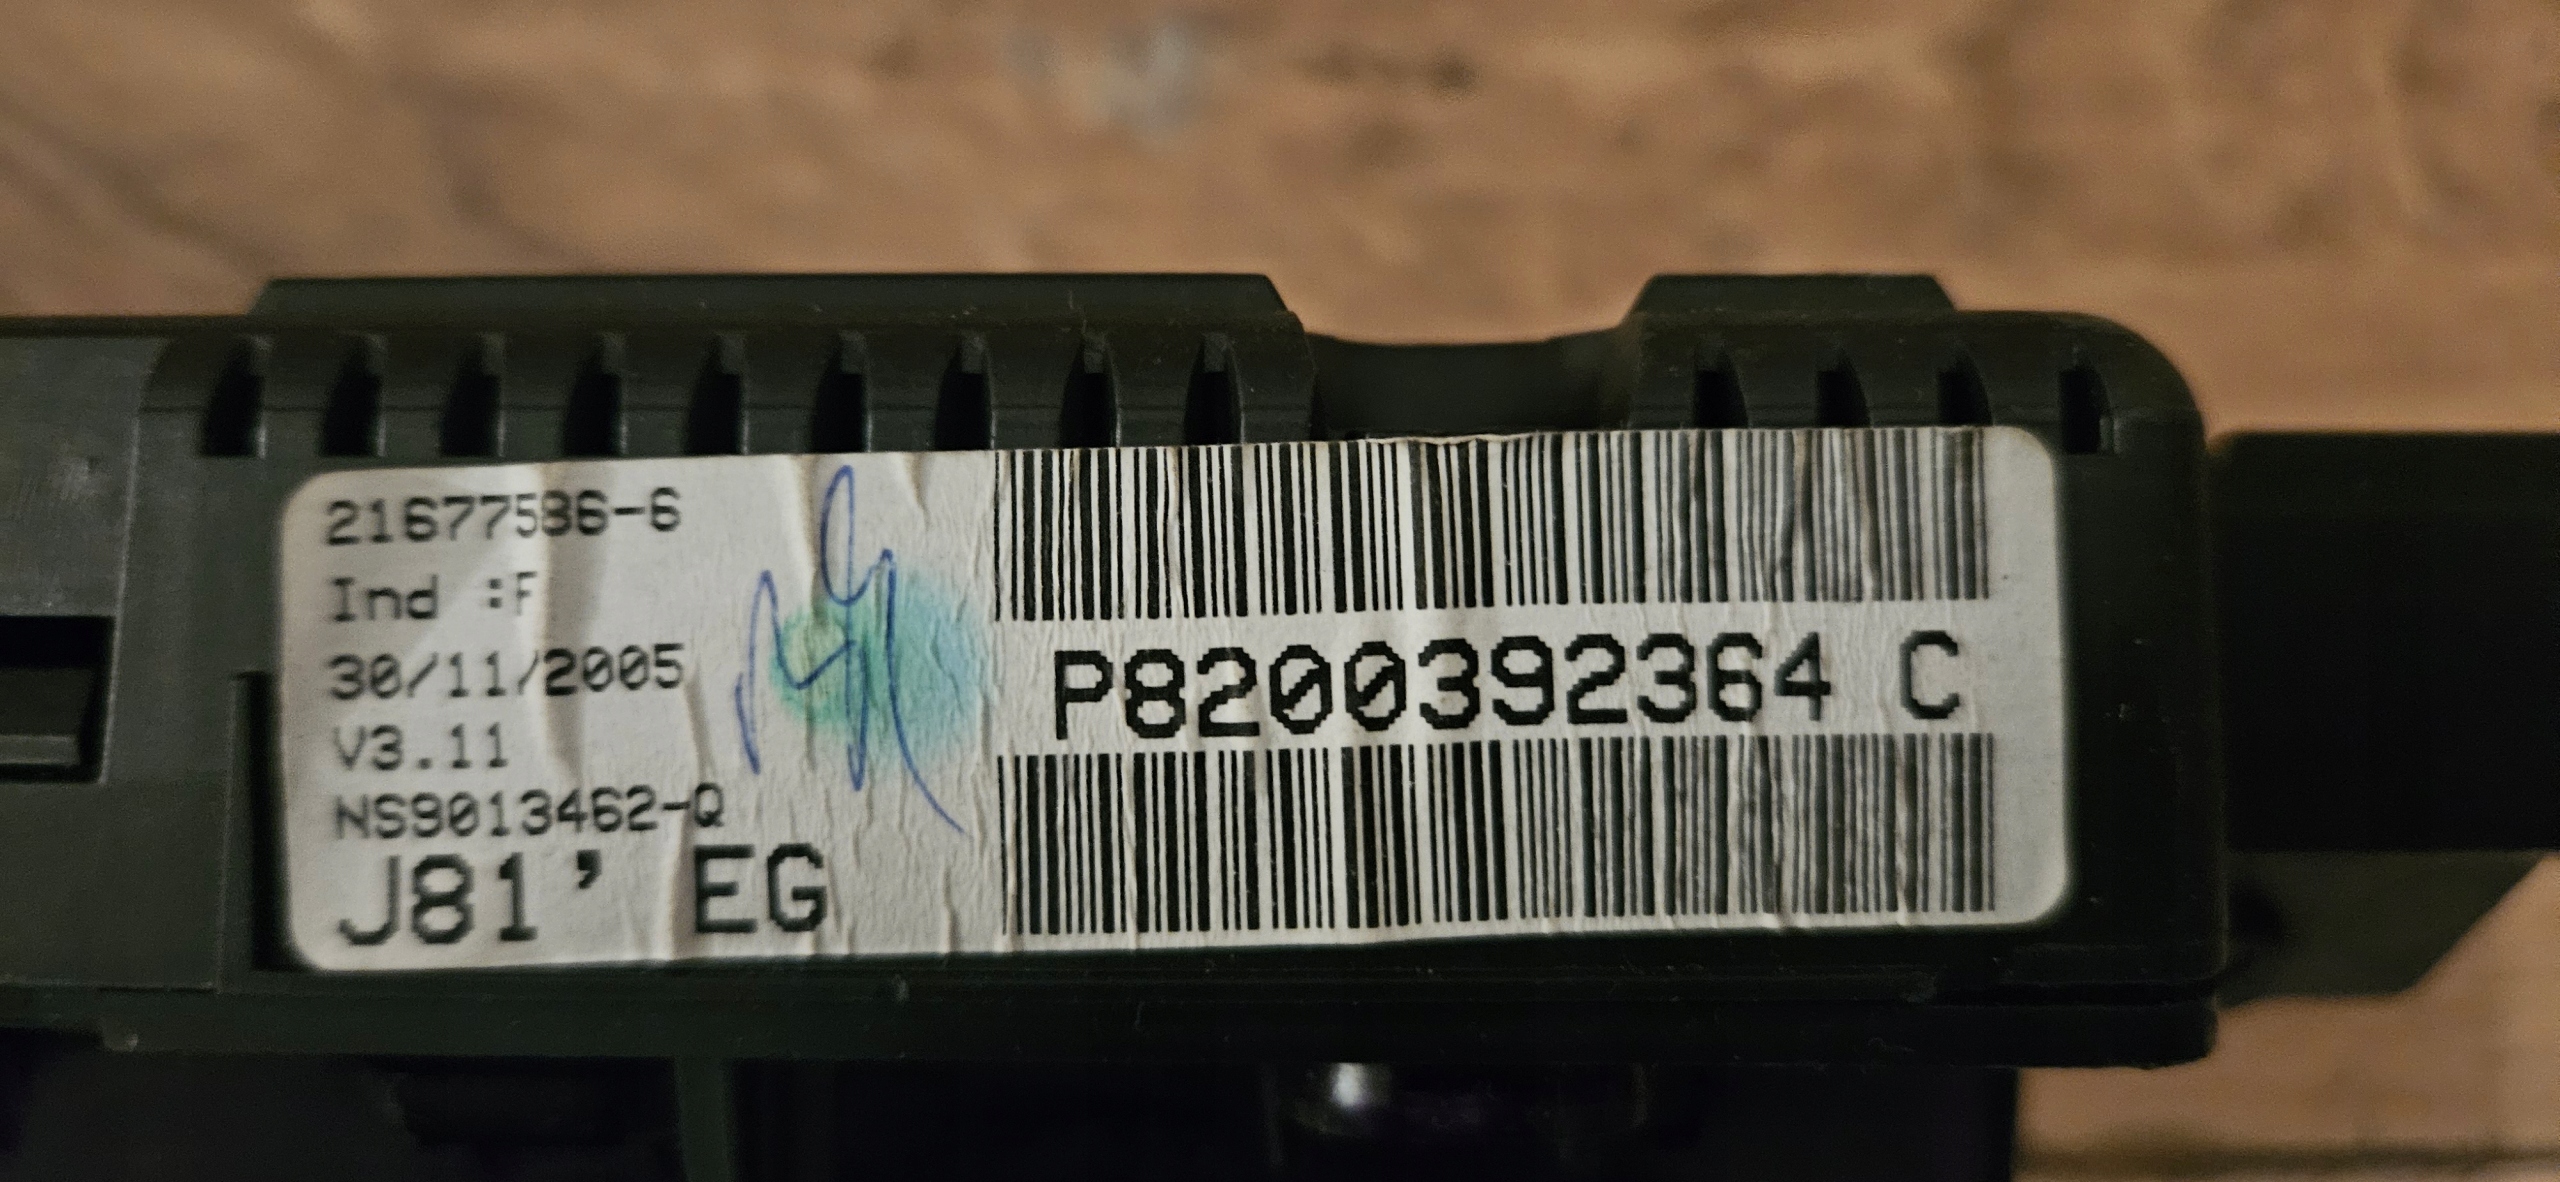 21677586-6
Ind :F
30/11/2005
V3.11
NS9013462-Q
J81' EG
P8200392364 C